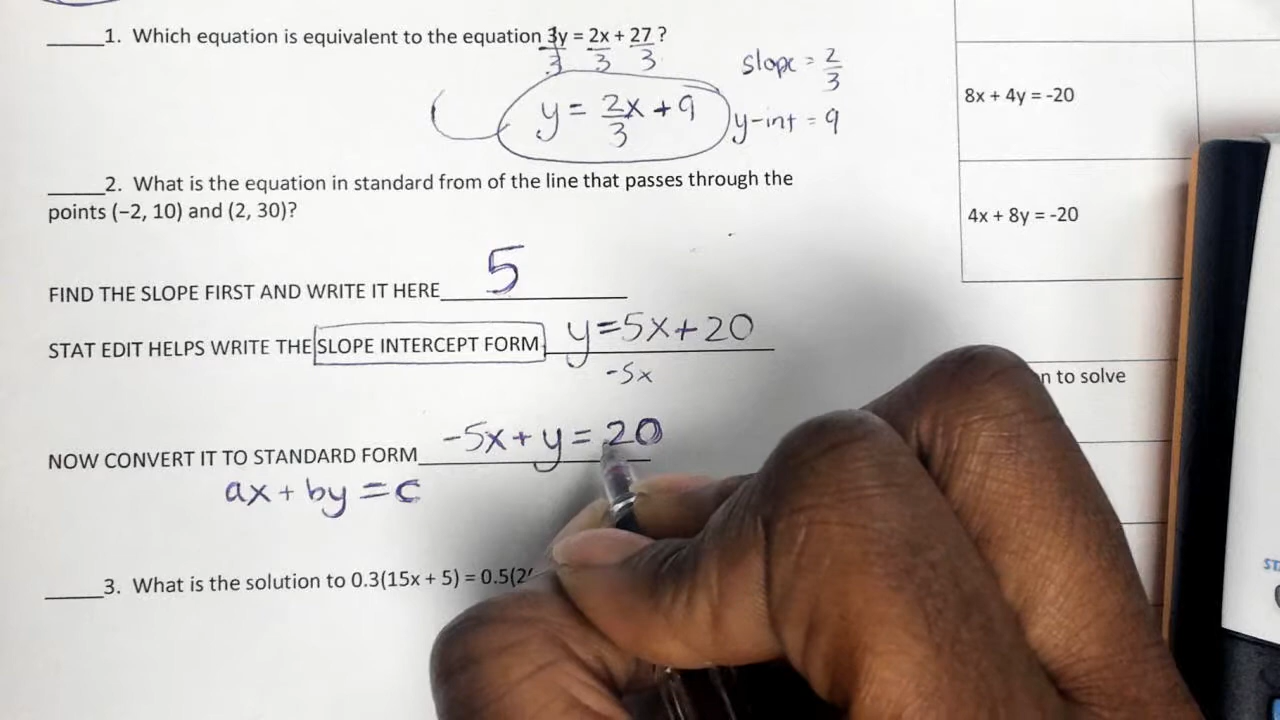 1. Which equation is equivalent to the equation 3y = 2x + 27 ?
3 3 3
slope = 2/3
y = 2x/3 + 9
y-int = 9
8x + 4y = -20
2. What is the equation in standard from of the line that passes through the
points (−2, 10) and (2, 30)?
4x + 8y = -20
5
FIND THE SLOPE FIRST AND WRITE IT HERE
STAT EDIT HELPS WRITE THE SLOPE INTERCEPT FORM y=5x+20
-5x
n to solve
NOW CONVERT IT TO STANDARD FORM -5x+y=20
ax+by=c
3. What is the solution to 0.3(15x + 5) = 0.5(2